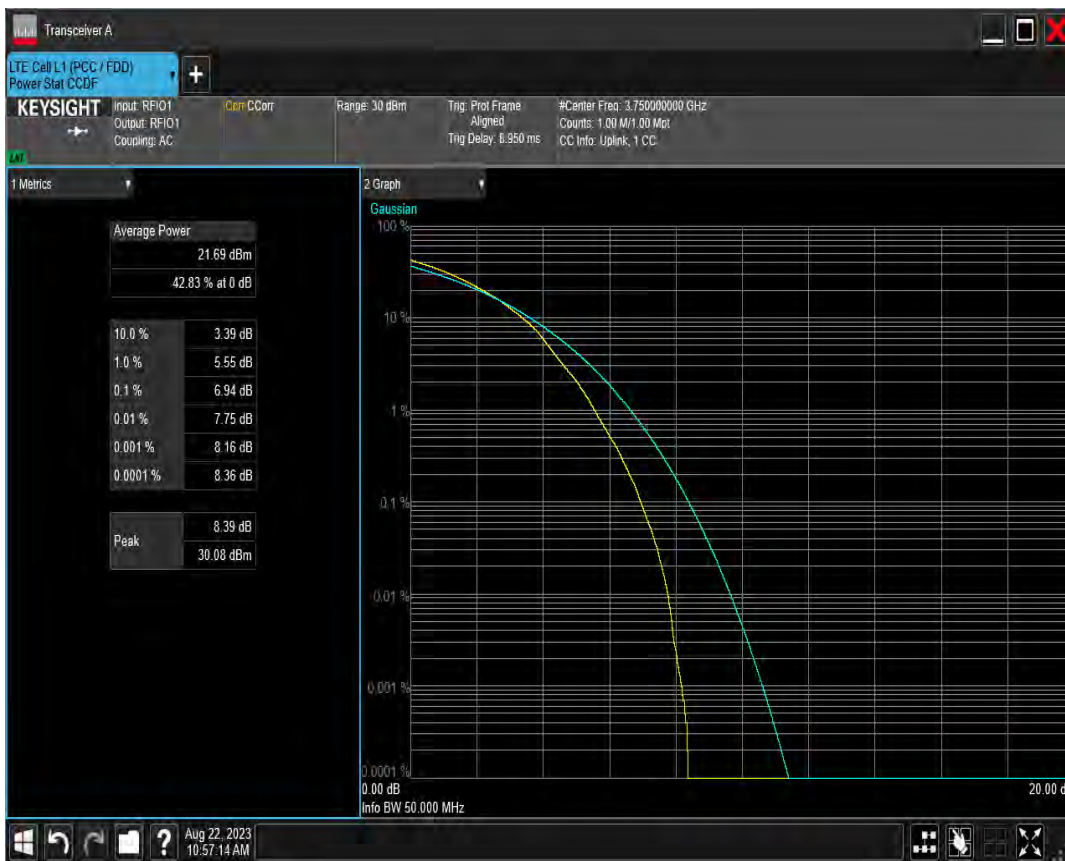 Transceiver A
LTE Cell L1 (PCC / FDD)
Power Stat CCDF
+
KEYSIGHT
LXI
Input: RFIO1
Output: RFIO1
Coupling: AC
Corr CCorr
Range: 30 dBm
Trig: Prot Frame
Aligned
Trig Delay: 8.950 ms
#Center Freq: 3.750000000 GHz
Counts: 1.00 M/1.00 Mpt
CC Info: Uplink, 1 CC
1 Metrics
Average Power
21.69 dBm
42.83 % at 0 dB
10.0 % 3.39 dB
1.0 % 5.55 dB
0.1 % 6.94 dB
0.01 % 7.75 dB
0.001 % 8.16 dB
0.0001 % 8.36 dB
Peak
8.39 dB
30.08 dBm
2 Graph
Gaussian
100 %
10 %
1 %
0.1 %
0.01 %
0.001 %
0.0001 %
0.00 dB
20.00 d
Info BW 50.000 MHz
?
Aug 22, 2023
10:57:14 AM